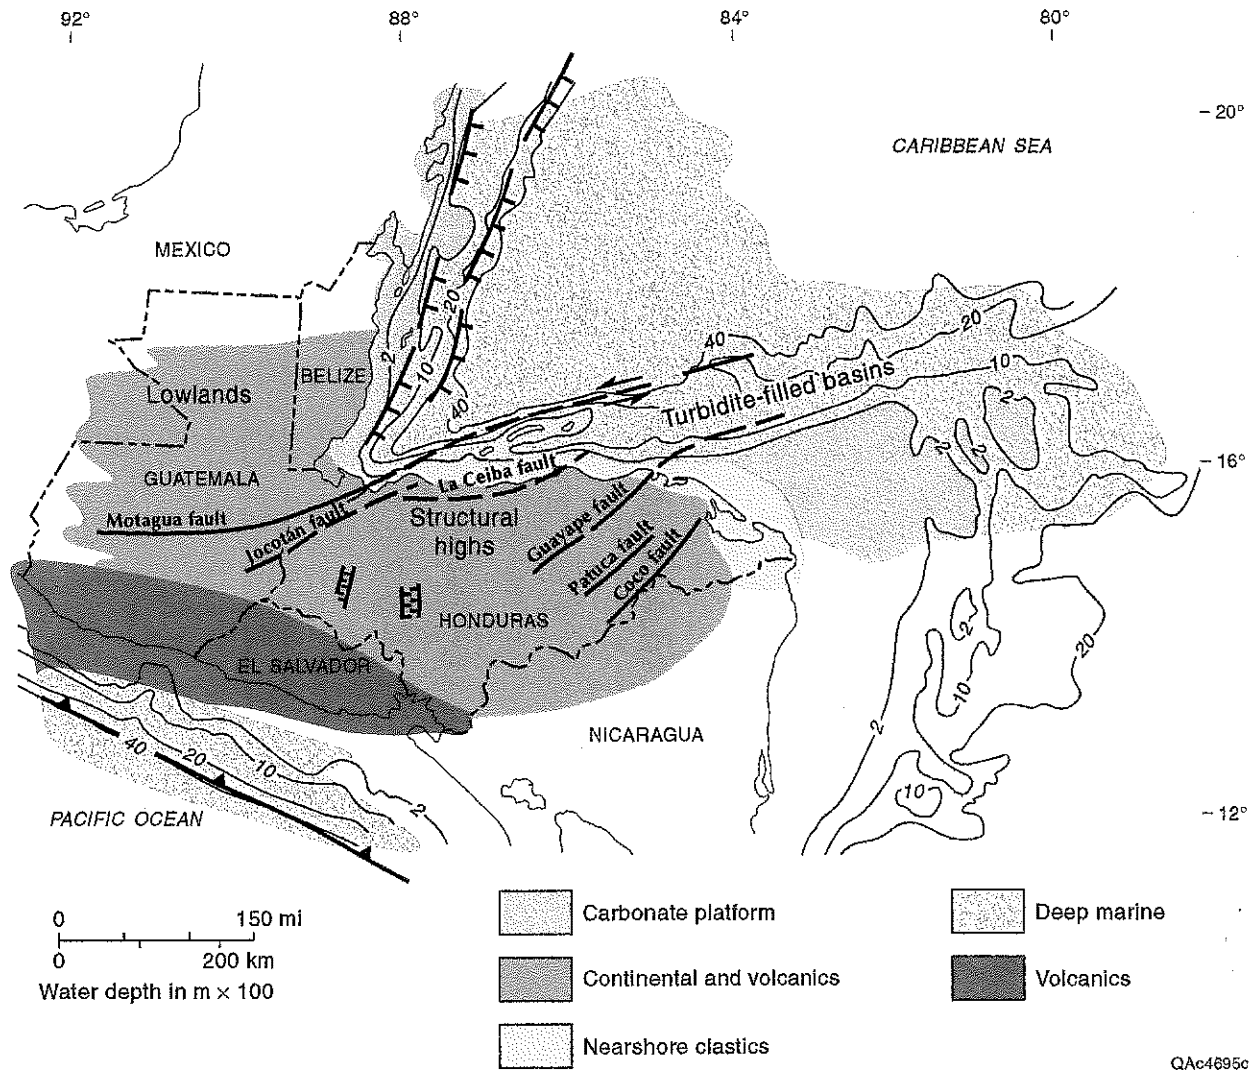 92°
88°
84°
80°
20°
CARIBBEAN SEA
MEXICO
20
2
40
20
10
BELIZE
Lowlands
10
40
Turbidite-filled basins
2
2
2
16°
GUATEMALA
La Ceiba fault
Motagua fault
Jocotán fault
Structural
highs
Guayape fault
Patuca fault
Coco fault
HONDURAS
2
20
EL SALVADOR
10
NICARAGUA
2
40
20
10
2
10
12°
PACIFIC OCEAN
0 150 mi
0 200 km
Water depth in m × 100
Carbonate platform
Continental and volcanics
Nearshore clastics
Deep marine
Volcanics
QAc4695c